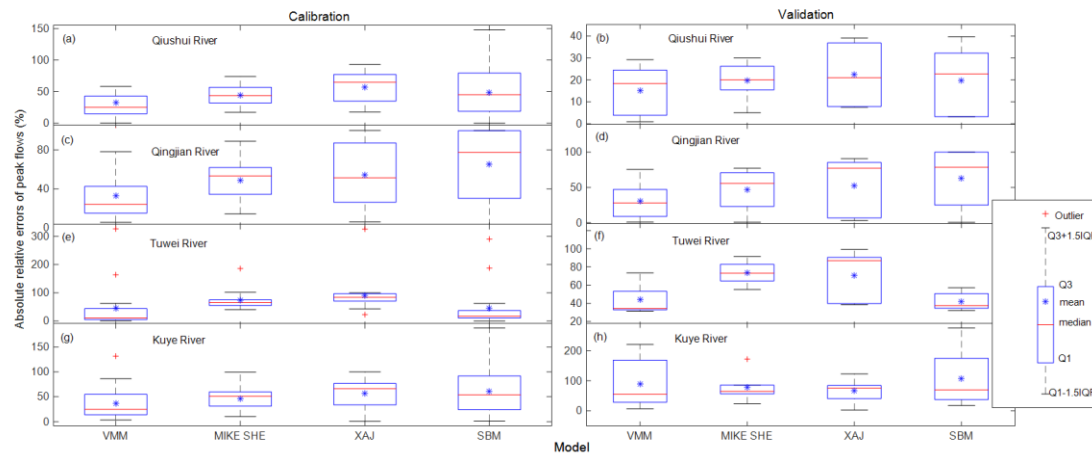 Calibration
Validation
Absolute relative errors of peak flows (%)
(a)
Qiushui River
150
100
50
0
(b)
Qiushui River
40
30
20
10
0
(c)
Qingjian River
80
40
0
(d)
Qingjian River
100
50
0
(e)
Tuwei River
300
200
100
0
(f)
Tuwei River
100
80
60
40
20
(g)
Kuye River
150
100
50
0
(h)
Kuye River
200
100
0
VMM MIKE SHE XAJ SBM
VMM MIKE SHE XAJ SBM
Model
Outlier
Q3+1.5IQR
Q3
mean
median
Q1
Q1-1.5IQR